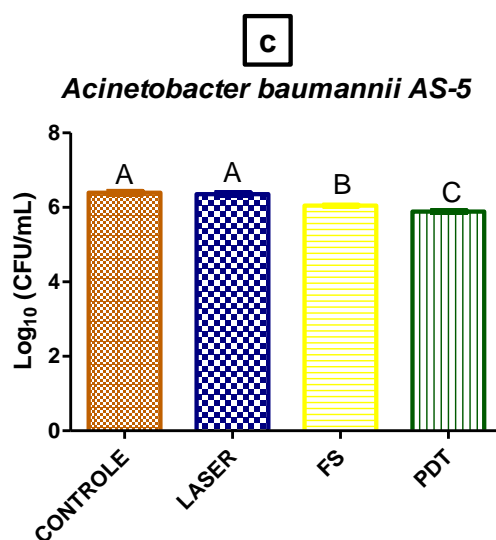 c
Acinetobacter baumannii AS-5
Log10 (CFU/mL)
8
6
4
2
0
A
A
B
C
CONTROLE
LASER
FS
PDT